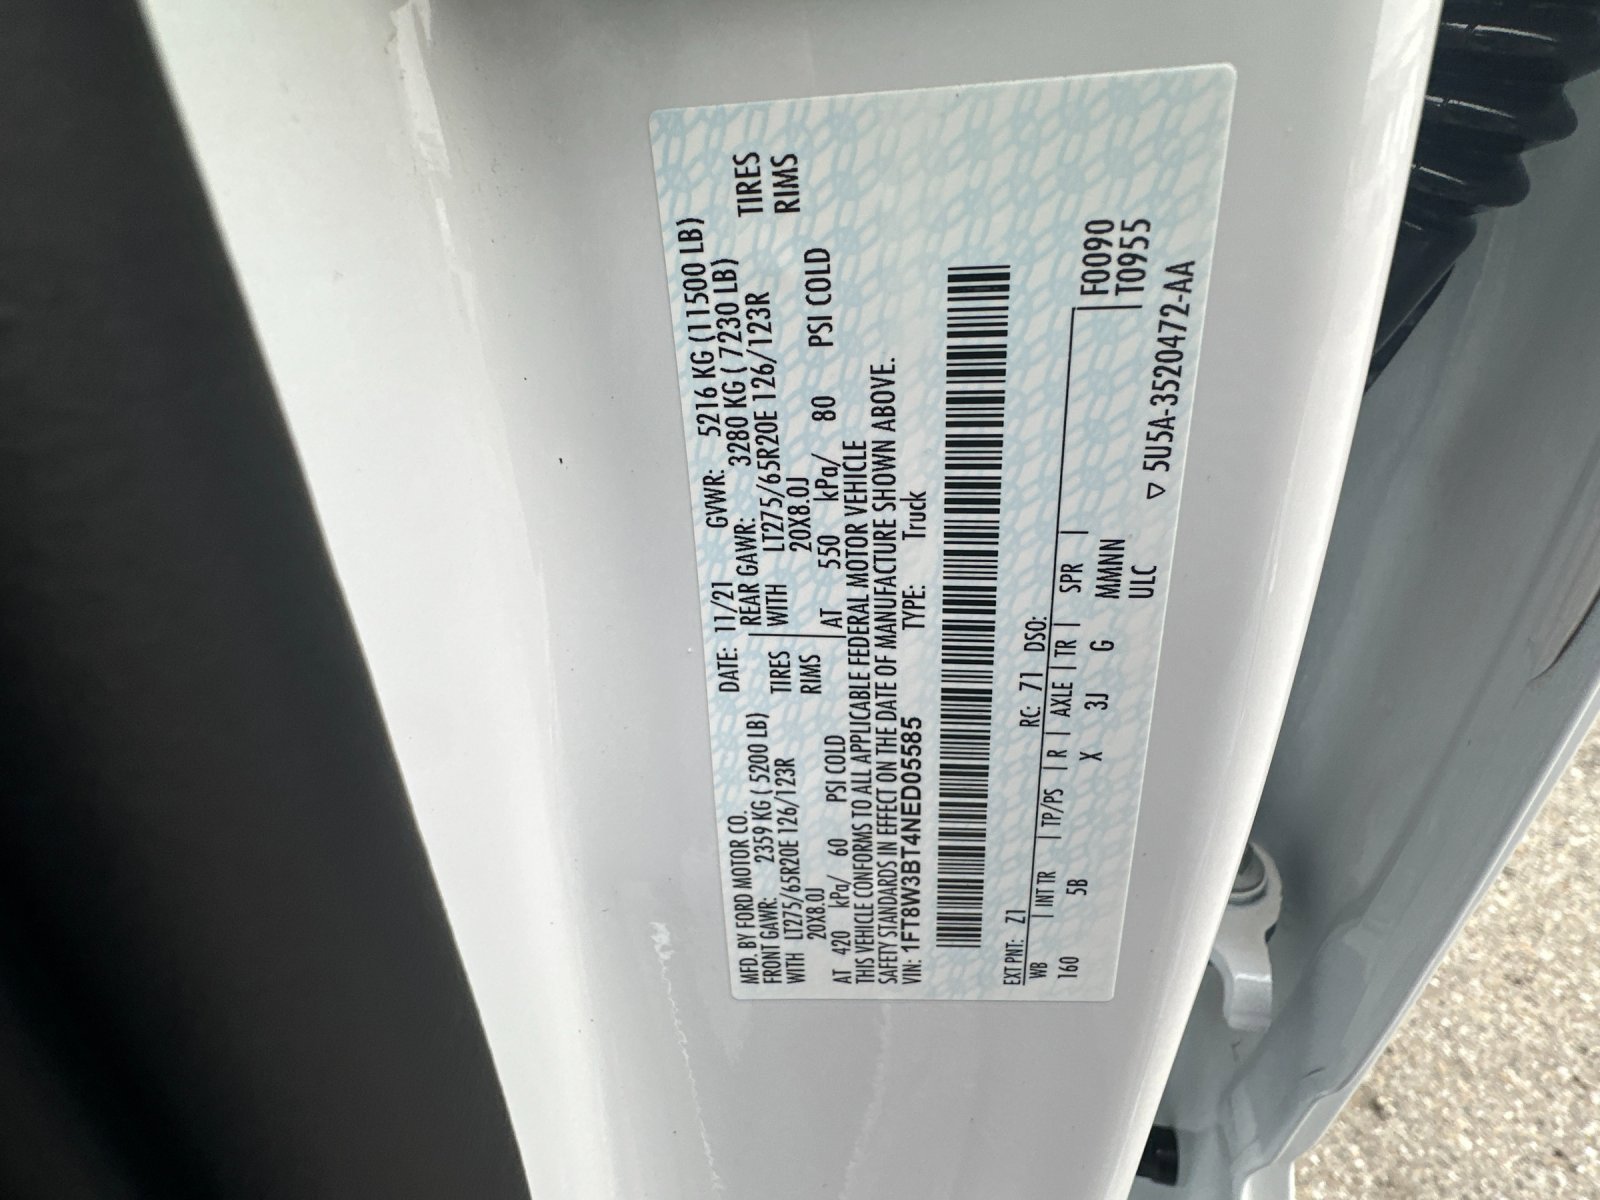 MFD. BY FORD MOTOR CO.
DATE: 11/21 GVWR: 5216 KG (11500 LB)
FRONT GAWR: 2359 KG ( 5200 LB) REAR GAWR: 3280 KG ( 7230 LB)
WITH LT275/65R20E 126/123R TIRES WITH LT275/65R20E 126/123R TIRES
20X8.0J RIMS 20X8.0J RIMS
AT 420 kPa/ 60 PSI COLD AT 550 kPa/ 80 PSI COLD
THIS VEHICLE CONFORMS TO ALL APPLICABLE FEDERAL MOTOR VEHICLE
SAFETY STANDARDS IN EFFECT ON THE DATE OF MANUFACTURE SHOWN ABOVE.
VIN: 1FT8W3BT4NED05585 TYPE: Truck
EXT PNT: Z1 RC: 71 DSO: F0090
WB | INT TR | TP/PS | R | AXLE | TR | SPR | T0955
160 5B X 3J G MMNN
ULC ▽ 5U5A-3520472-AA